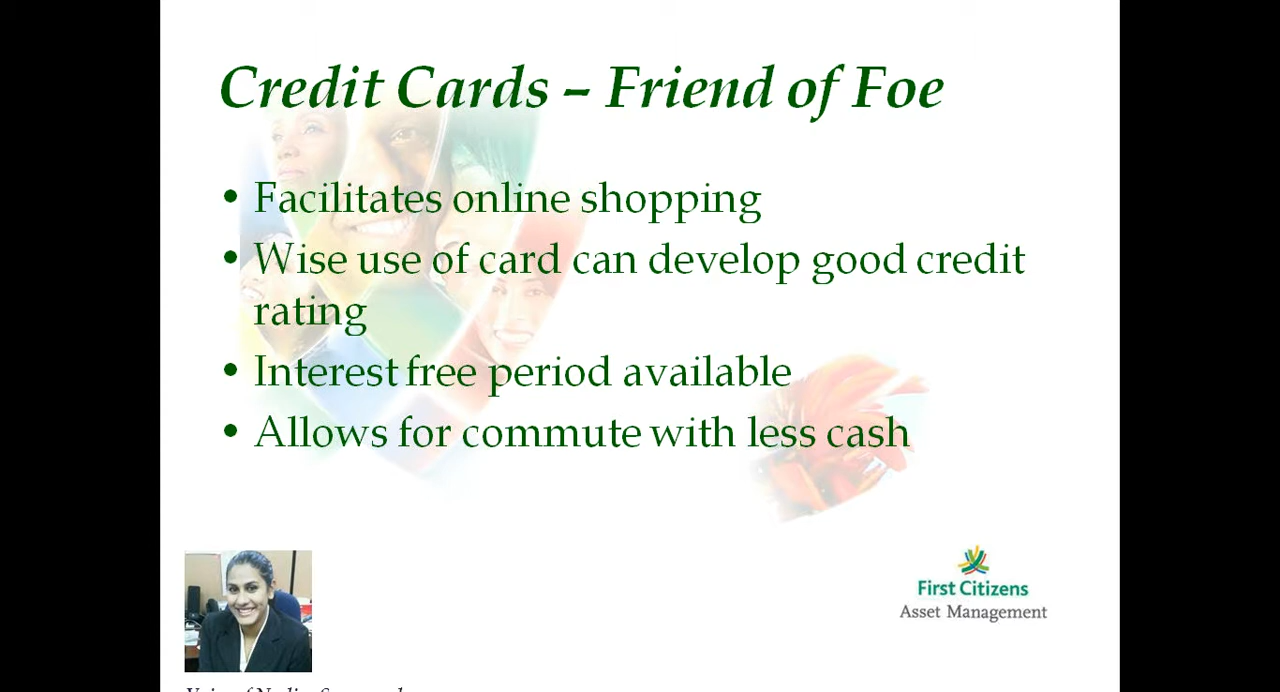 Credit Cards – Friend of Foe
• Facilitates online shopping
• Wise use of card can develop good credit
rating
• Interest free period available
• Allows for commute with less cash
First Citizens
Asset Management